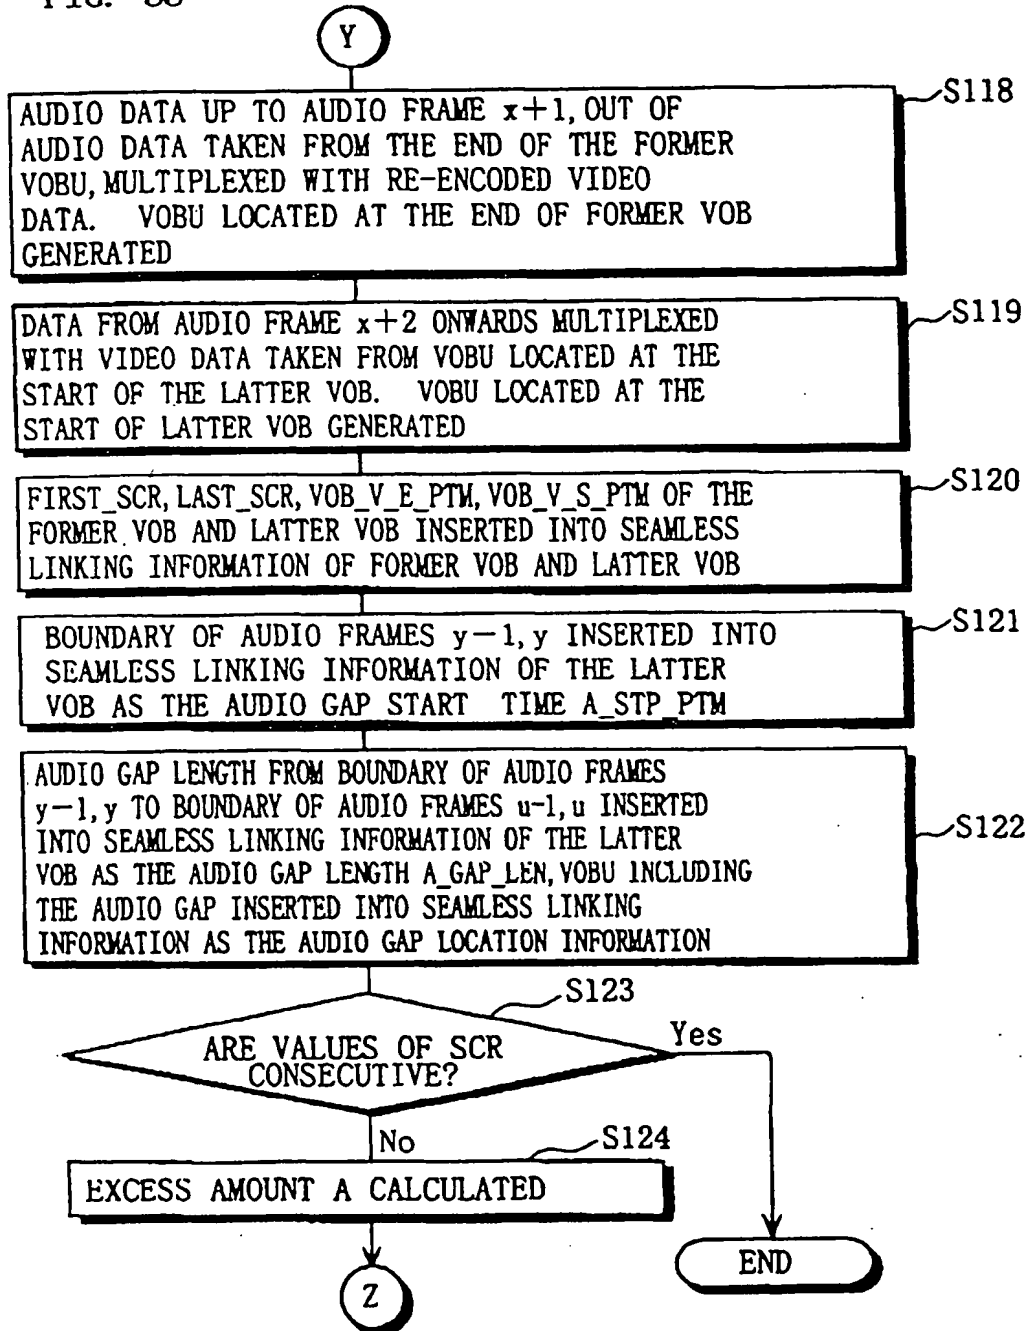 Y
S118
AUDIO DATA UP TO AUDIO FRAME x+1, OUT OF
AUDIO DATA TAKEN FROM THE END OF THE FORMER
VOBU, MULTIPLEXED WITH RE-ENCODED VIDEO
DATA. VOBU LOCATED AT THE END OF FORMER VOB
GENERATED
S119
DATA FROM AUDIO FRAME x+2 ONWARDS MULTIPLEXED
WITH VIDEO DATA TAKEN FROM VOBU LOCATED AT THE
START OF THE LATTER VOB. VOBU LOCATED AT THE
START OF LATTER VOB GENERATED
S120
FIRST_SCR, LAST_SCR, VOB_V_E_PTM, VOB_V_S_PTM OF THE
FORMER VOB AND LATTER VOB INSERTED INTO SEAMLESS
LINKING INFORMATION OF FORMER VOB AND LATTER VOB
S121
BOUNDARY OF AUDIO FRAMES y-1, y INSERTED INTO
SEAMLESS LINKING INFORMATION OF THE LATTER
VOB AS THE AUDIO GAP START TIME A_STP_PTM
S122
AUDIO GAP LENGTH FROM BOUNDARY OF AUDIO FRAMES
y-1, y TO BOUNDARY OF AUDIO FRAMES u-1, u INSERTED
INTO SEAMLESS LINKING INFORMATION OF THE LATTER
VOB AS THE AUDIO GAP LENGTH A_GAP_LEN, VOBU INCLUDING
THE AUDIO GAP INSERTED INTO SEAMLESS LINKING
INFORMATION AS THE AUDIO GAP LOCATION INFORMATION
S123
ARE VALUES OF SCR
CONSECUTIVE?
Yes
No
S124
EXCESS AMOUNT A CALCULATED
END
Z